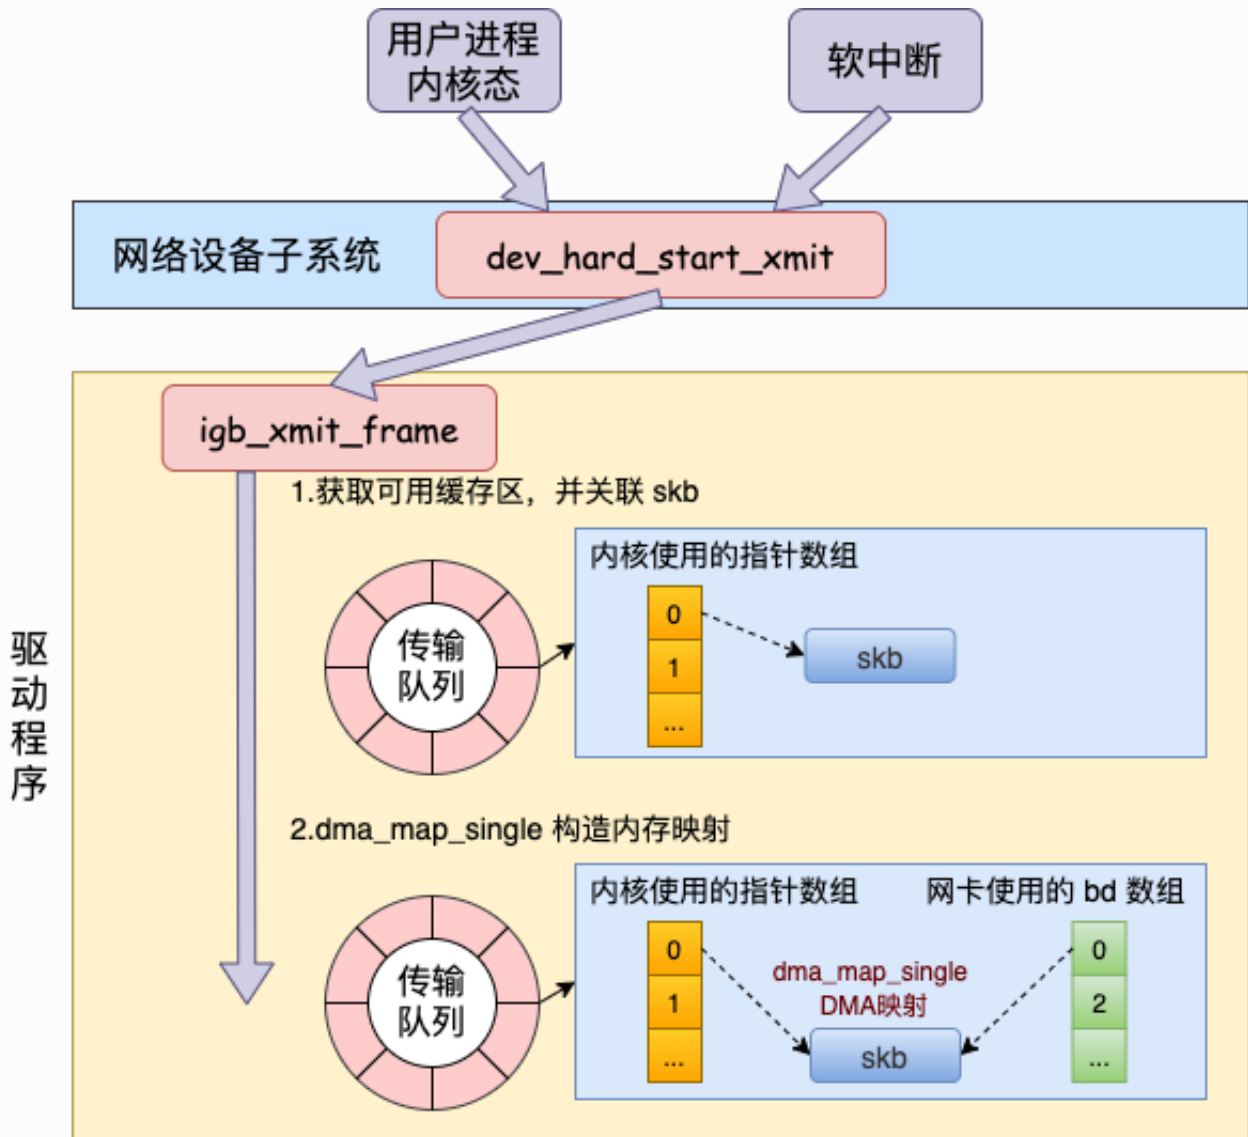 用户进程
内核态
软中断
网络设备子系统
dev_hard_start_xmit
igb_xmit_frame
驱
动
程
序
1.获取可用缓存区，并关联 skb
传输
队列
内核使用的指针数组
0
1
...
skb
2.dma_map_single 构造内存映射
传输
队列
内核使用的指针数组
网卡使用的 bd 数组
0
1
...
dma_map_single
DMA映射
skb
0
2
...